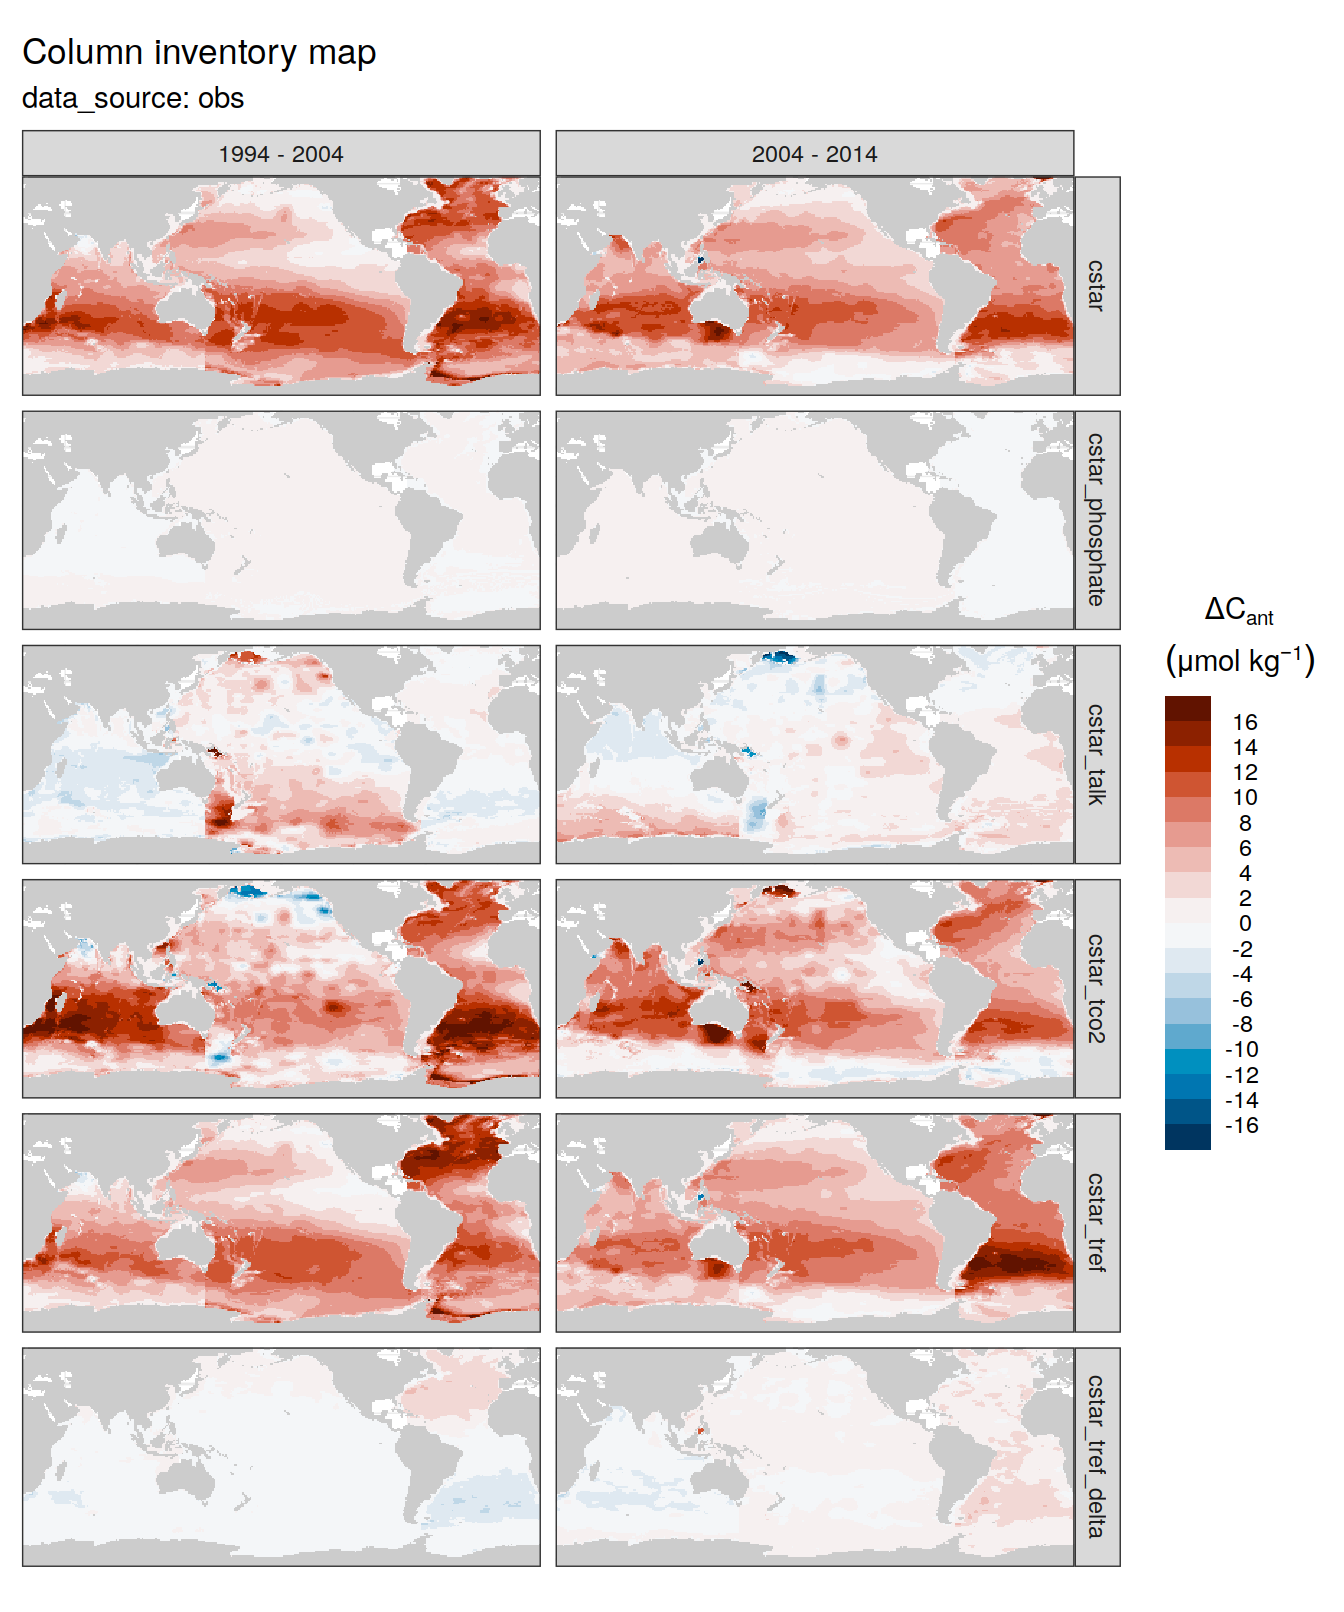 Column inventory map
data_source: obs
1994 - 2004
2004 - 2014
cstar
cstar_phosphate
cstar_talk
cstar_tco2
cstar_tref
cstar_tref_delta
ΔCant
(μmol kg⁻¹)
16
14
12
10
8
6
4
2
0
-2
-4
-6
-8
-10
-12
-14
-16